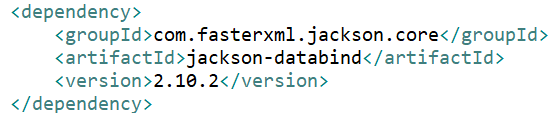 <dependency>
    <groupId>com.fasterxml.jackson.core</groupId>
    <artifactId>jackson-databind</artifactId>
    <version>2.10.2</version>
</dependency>